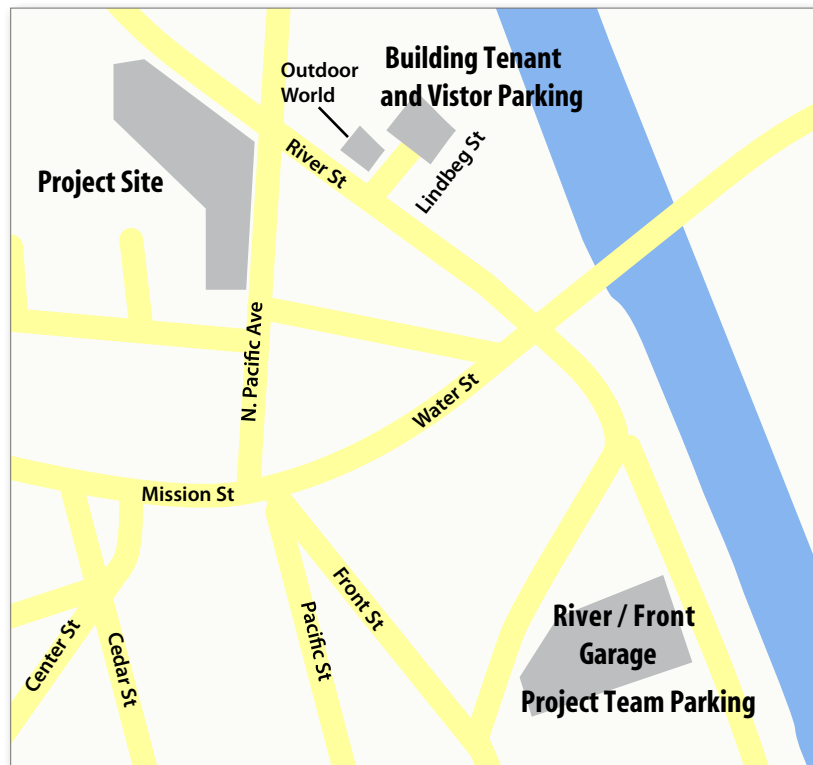 Building Tenant
and Vistor Parking
Outdoor
World
River St
Lindbeg St
Project Site
N. Pacific Ave
Water St
Mission St
Front St
Pacific St
Center St
Cedar St
River / Front
Garage
Project Team Parking